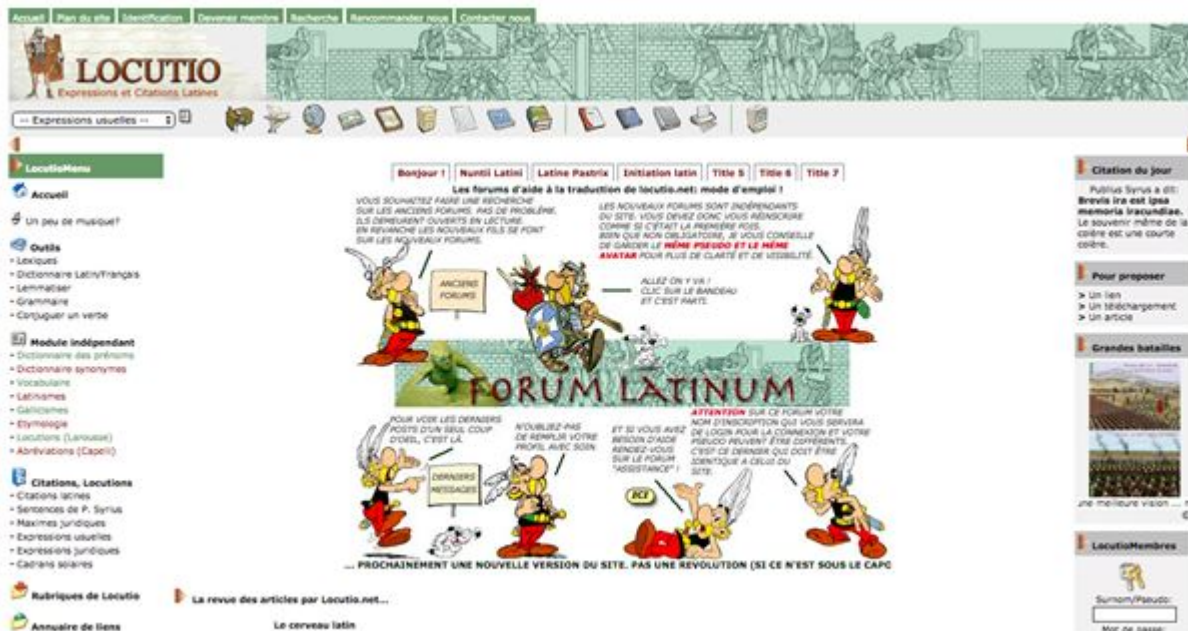 Accueil Plan du site Identification Devenez membre Recherche Recommandez nous Contactez nous
LOCUTIO
Expressions et Citations Latines
-- Expressions usuelles --
LocutioMenu
Accueil
Un peu de musique?
Outils
• Lexiques
• Dictionnaire Latin/Français
• Lemmatiser
• Grammaire
• Conjuguer un verbe
Module indépendant
• Dictionnaire des prénoms
• Dictionnaire synonymes
• Vocabulaire
• Latinismes
• Gallicismes
• Etymologie
• Locutions (Larousse)
• Abréviations (Capelli)
Citations, Locutions
• Citations latines
• Sentences de P. Syrius
• Maximes juridiques
• Expressions usuelles
• Expressions juridiques
• Cadrans solaires
Rubriques de Locutio
Annuaire de liens
Bonjour ! Nuntii Latini Latine Pastrix Initiation latin Title 5 Title 6 Title 7
Les forums d'aide à la traduction de locutio.net: mode d'emploi !
VOUS SOUHAITEZ FAIRE UNE RECHERCHE
SUR LES ANCIENS FORUMS. PAS DE PROBLÈME,
ILS DEMEURENT OUVERTS EN LECTURE.
EN REVANCHE LES NOUVEAUX FILS SE FONT
SUR LES NOUVEAUX FORUMS.
LES NOUVEAUX FORUMS SONT INDÉPENDANTS
DU SITE. VOUS DEVEZ DONC VOUS RÉINSCRIRE
COMME SI C'ÉTAIT LA PREMIÈRE FOIS.
BIEN QUE NON OBLIGATOIRE, JE VOUS CONSEILLE
DE GARDER LE MÊME PSEUDO ET LE MÊME
AVATAR POUR PLUS DE CLARTÉ ET DE VISIBILITÉ.
ANCIENS
FORUMS
ALLEZ ON Y VA !
CLIC SUR LE BANDEAU
ET C'EST PARTI.
FORUM LATINUM
POUR VOIR LES DERNIERS
POSTS D'UN SEUL COUP
D'OEIL, C'EST LÀ.
DERNIERS
MESSAGES
N'OUBLIEZ-PAS
DE REMPLIR VOTRE
PROFIL AVEC SOIN.
ET SI VOUS AVEZ
BESOIN D'AIDE
RENDEZ-VOUS
SUR LE FORUM
"ASSISTANCE" !
ICI
ATTENTION SUR CE FORUM VOTRE
NOM D'INSCRIPTION QUI VOUS SERVIRA
DE LOGIN POUR LA CONNEXION ET VOTRE
PSEUDO PEUVENT ÊTRE DIFFÉRENTS.
C'EST CE DERNIER QUI DOIT ÊTRE
IDENTIQUE A CELUI DU
SITE.
... PROCHAINEMENT UNE NOUVELLE VERSION DU SITE. PAS UNE REVOLUTION (SI CE N'EST SOUS LE CAPO
La revue des articles par Locutio.net...
Le cerveau latin
Citation du jour
Publius Syrus a dit:
Brevis ira est ipsa
memoria iracundiae.
Le souvenir même de la
colère est une courte
colère.
Pour proposer
> Un lien
> Un téléchargement
> Un article
Grandes batailles
une meilleure vision ...
LocutioMembres
Surnom/Pseudo:
Mot de passe: